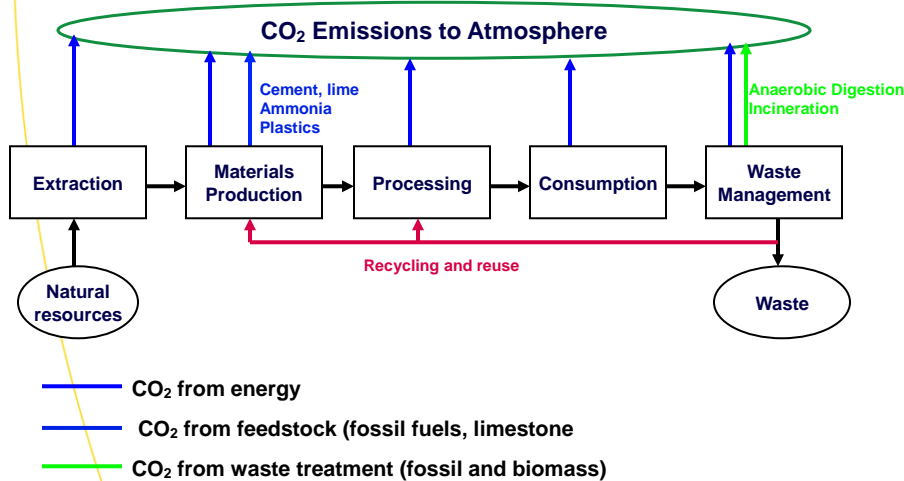 CO₂ Emissions to Atmosphere
Cement, lime
Ammonia
Plastics
Anaerobic Digestion
Incineration
Extraction
Materials
Production
Processing
Consumption
Waste
Management
Recycling and reuse
Natural
resources
Waste
CO₂ from energy
CO₂ from feedstock (fossil fuels, limestone
CO₂ from waste treatment (fossil and biomass)